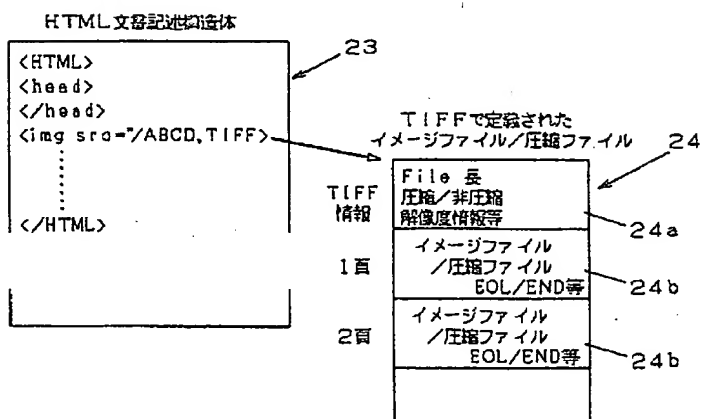 HTML文書記述構造体
23
<HTML>
<head>
</head>
<img src="/ABCD,TIFF>
</HTML>
TIFFで定義された
イメージファイル/圧縮ファイル
24
TIFF
情報
File 長
圧縮/非圧縮
解像度情報等
24a
1頁
イメージファイル
/圧縮ファイル
EOL/END等
24b
2頁
イメージファイル
/圧縮ファイル
EOL/END等
24b